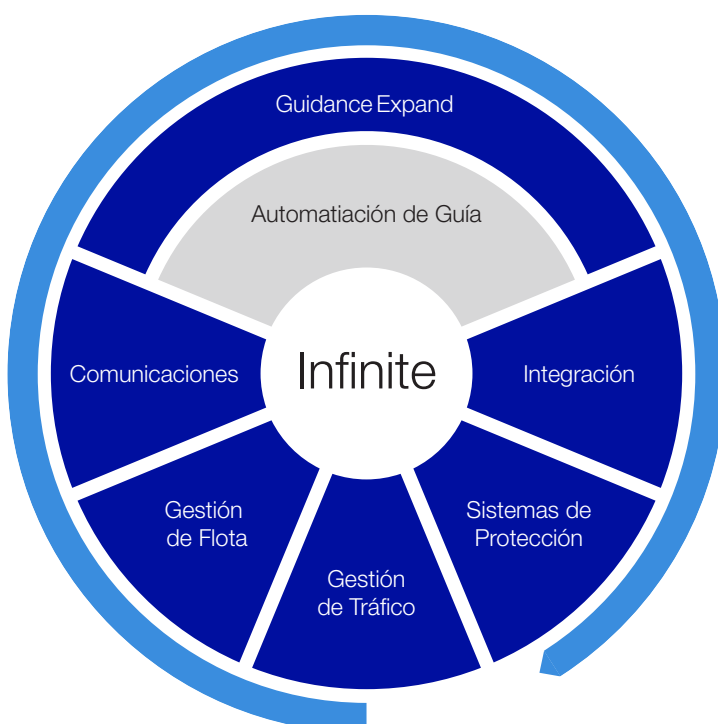 Guidance Expand
Automatiación de Guía
Comunicaciones
Infinite
Integración
Gestión
de Flota
Sistemas de
Protección
Gestión
de Tráfico